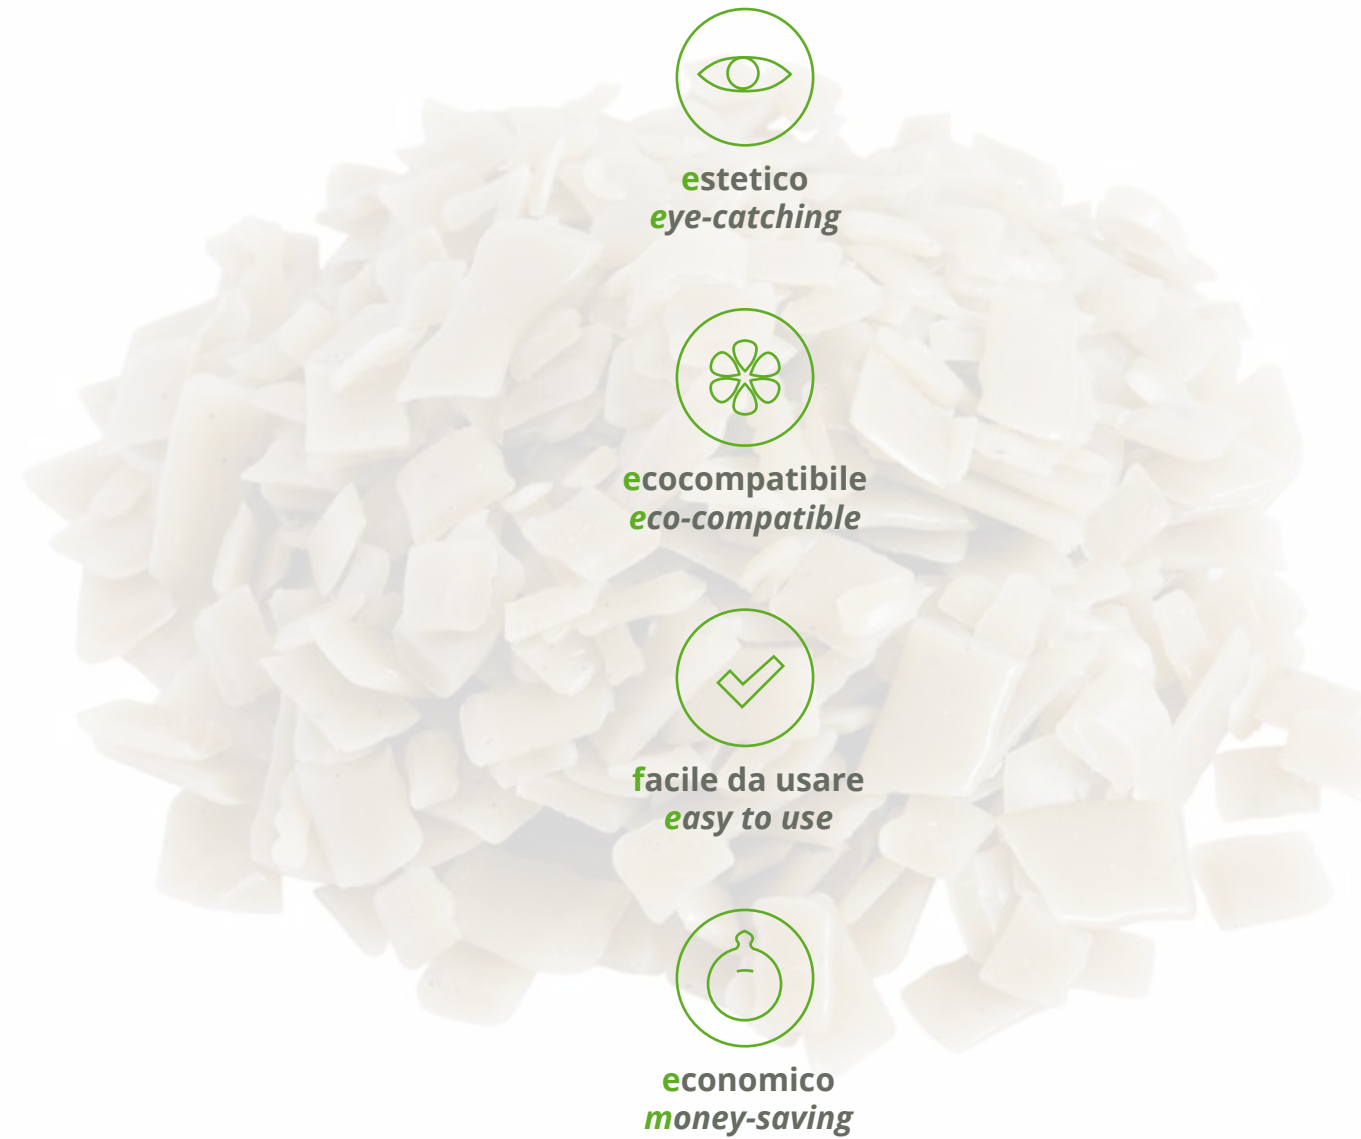 estetico
eye-catching
ecocompatibile
eco-compatible
facile da usare
easy to use
economico
money-saving